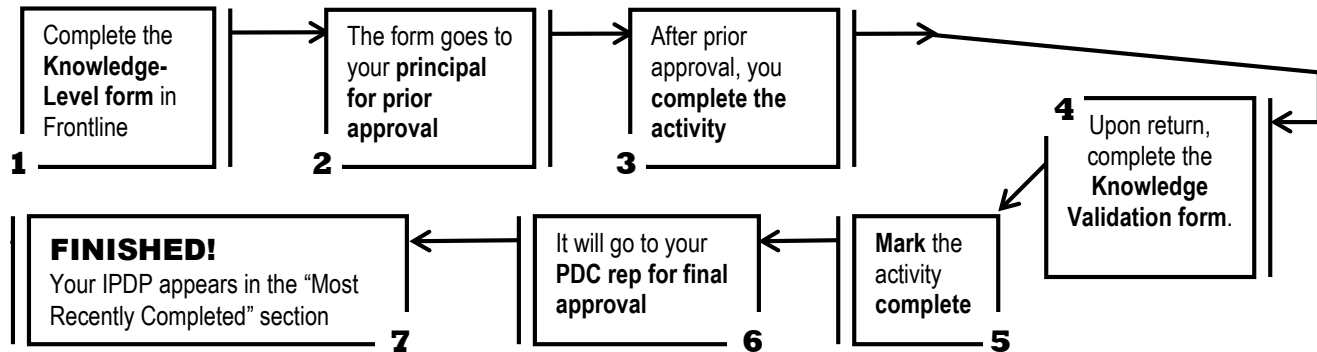 Complete the
Knowledge-
Level form in
Frontline
1
The form goes to
your principal
for prior
approval
2
After prior
approval, you
complete the
activity
3
4
Upon return,
complete the
Knowledge
Validation form.
Mark the
activity
complete
5
It will go to your
PDC rep for final
approval
6
FINISHED!
Your IPDP appears in the “Most
Recently Completed” section
7